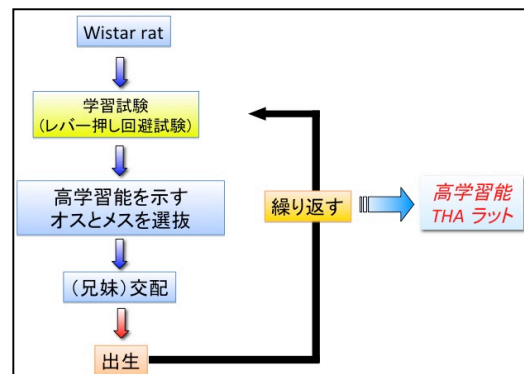 Wistar rat
学習試験
(レバー押し回避試験)
高学習能を示す
オスとメスを選抜
(兄妹)交配
出生
繰り返す
高学習能
THA ラット